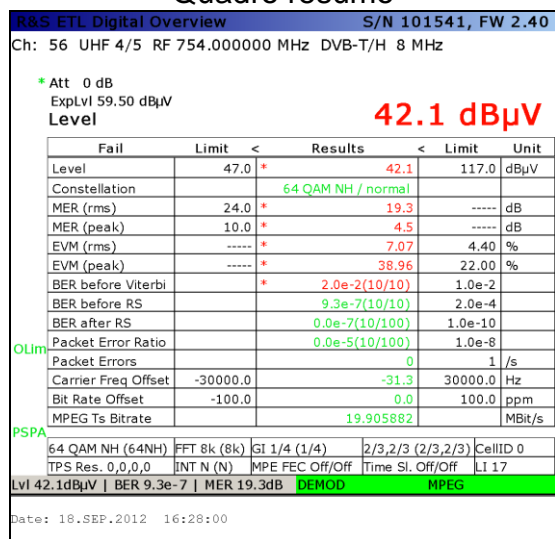 Quadro resumo
R&S ETL Digital Overview S/N 101541, FW 2.40
Ch: 56 UHF 4/5 RF 754.000000 MHz DVB-T/H 8 MHz
* Att 0 dB
ExpLvl 59.50 dBµV
Level 42.1 dBµV
Fail Limit < Results < Limit Unit
Level 47.0 * 42.1 117.0 dBµV
Constellation 64 QAM NH / normal
MER (rms) 24.0 * 19.3 ----- dB
MER (peak) 10.0 * 4.5 ----- dB
EVM (rms) ----- * 7.07 4.40 %
EVM (peak) ----- * 38.96 22.00 %
BER before Viterbi * 2.0e-2(10/10) 1.0e-2
BER before RS 9.3e-7(10/10) 2.0e-4
BER after RS 0.0e-7(10/100) 1.0e-10
Packet Error Ratio 0.0e-5(10/100) 1.0e-8
OLim
Packet Errors 0 1 /s
Carrier Freq Offset -30000.0 -31.3 30000.0 Hz
Bit Rate Offset -100.0 0.0 100.0 ppm
MPEG Ts Bitrate 19.905882 MBit/s
PSPA
64 QAM NH (64NH) FFT 8k (8k) GI 1/4 (1/4) 2/3,2/3 (2/3,2/3) CellID 0
TPS Res. 0,0,0,0 INT N (N) MPE FEC Off/Off Time Sl. Off/Off LI 17
Lvl 42.1dBµV | BER 9.3e-7 | MER 19.3dB DEMOD MPEG
Date: 18.SEP.2012 16:28:00